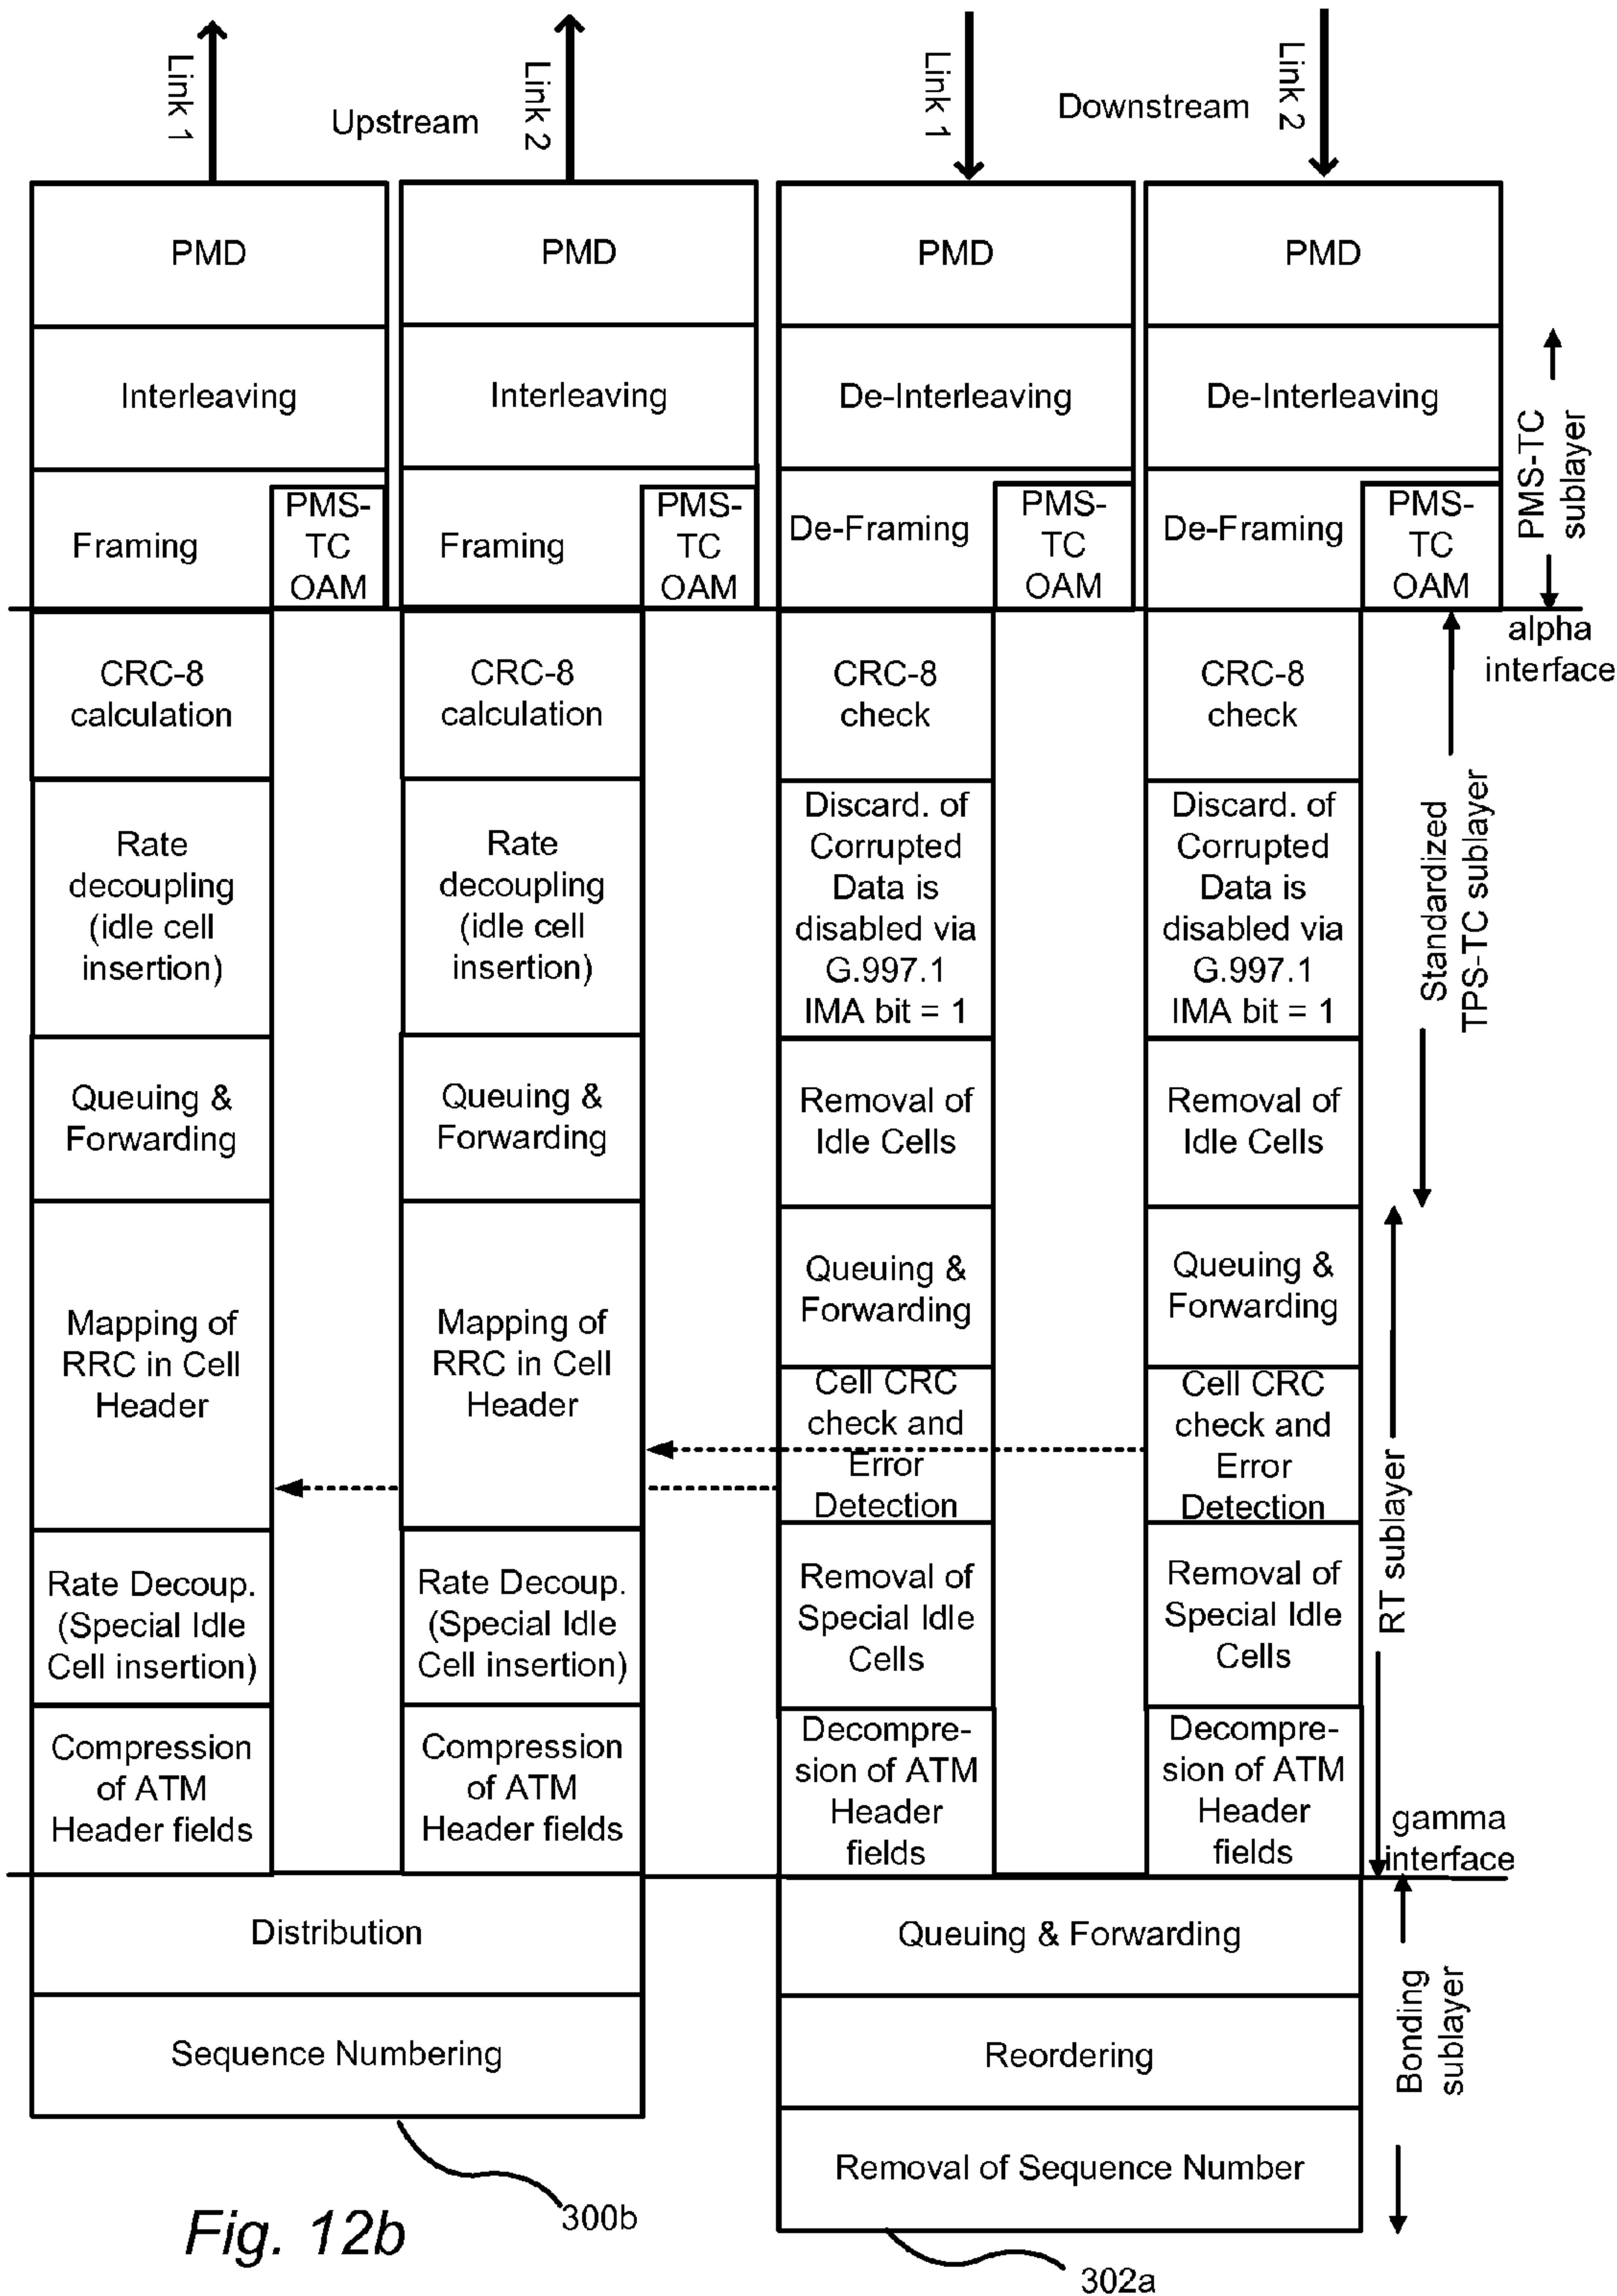 Link 1
Upstream
Link 2
Link 1
Downstream
Link 2
PMD
PMD
PMD
PMD
Interleaving
Interleaving
De-Interleaving
De-Interleaving
PMS-TC
sublayer
Framing
PMS-
TC
OAM
Framing
PMS-
TC
OAM
De-Framing
PMS-
TC
OAM
De-Framing
PMS-
TC
OAM
alpha
interface
CRC-8
calculation
CRC-8
calculation
CRC-8
check
CRC-8
check
Rate
decoupling
(idle cell
insertion)
Rate
decoupling
(idle cell
insertion)
Discard. of
Corrupted
Data is
disabled via
G.997.1
IMA bit = 1
Discard. of
Corrupted
Data is
disabled via
G.997.1
IMA bit = 1
Standardized
TPS-TC sublayer
Queuing &
Forwarding
Queuing &
Forwarding
Removal of
Idle Cells
Removal of
Idle Cells
Mapping of
RRC in Cell
Header
Mapping of
RRC in Cell
Header
Queuing &
Forwarding
Queuing &
Forwarding
Cell CRC
check and
Error
Detection
Cell CRC
check and
Error
Detection
RT sublayer
Rate Decoup.
(Special Idle
Cell insertion)
Rate Decoup.
(Special Idle
Cell insertion)
Removal of
Special Idle
Cells
Removal of
Special Idle
Cells
Compression
of ATM
Header fields
Compression
of ATM
Header fields
Decompre-
sion of ATM
Header
fields
Decompre-
sion of ATM
Header
fields
gamma
interface
Distribution
Queuing & Forwarding
Sequence Numbering
Reordering
Bonding
sublayer
Removal of Sequence Number
300b
302a
Fig. 12b